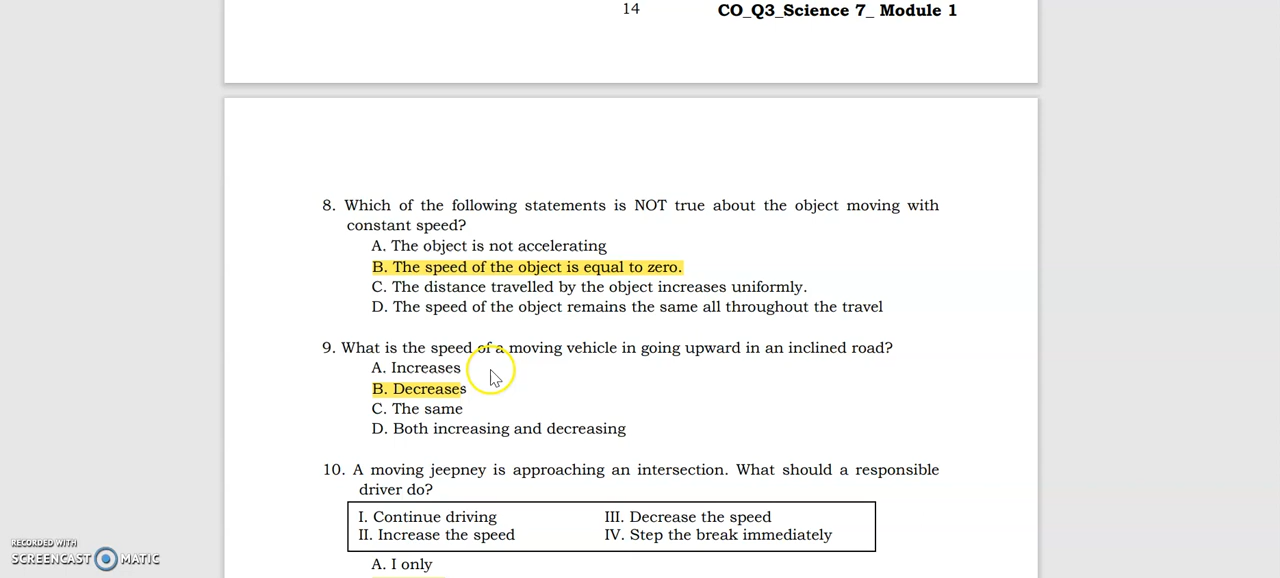 14 CO_Q3_Science 7_ Module 1
8. Which of the following statements is NOT true about the object moving with
constant speed?
A. The object is not accelerating
B. The speed of the object is equal to zero.
C. The distance travelled by the object increases uniformly.
D. The speed of the object remains the same all throughout the travel
9. What is the speed of a moving vehicle in going upward in an inclined road?
A. Increases
B. Decreases
C. The same
D. Both increasing and decreasing
10. A moving jeepney is approaching an intersection. What should a responsible
driver do?
I. Continue driving III. Decrease the speed
II. Increase the speed IV. Step the break immediately
A. I only
RECORDED WITH
SCREENCAST MATIC